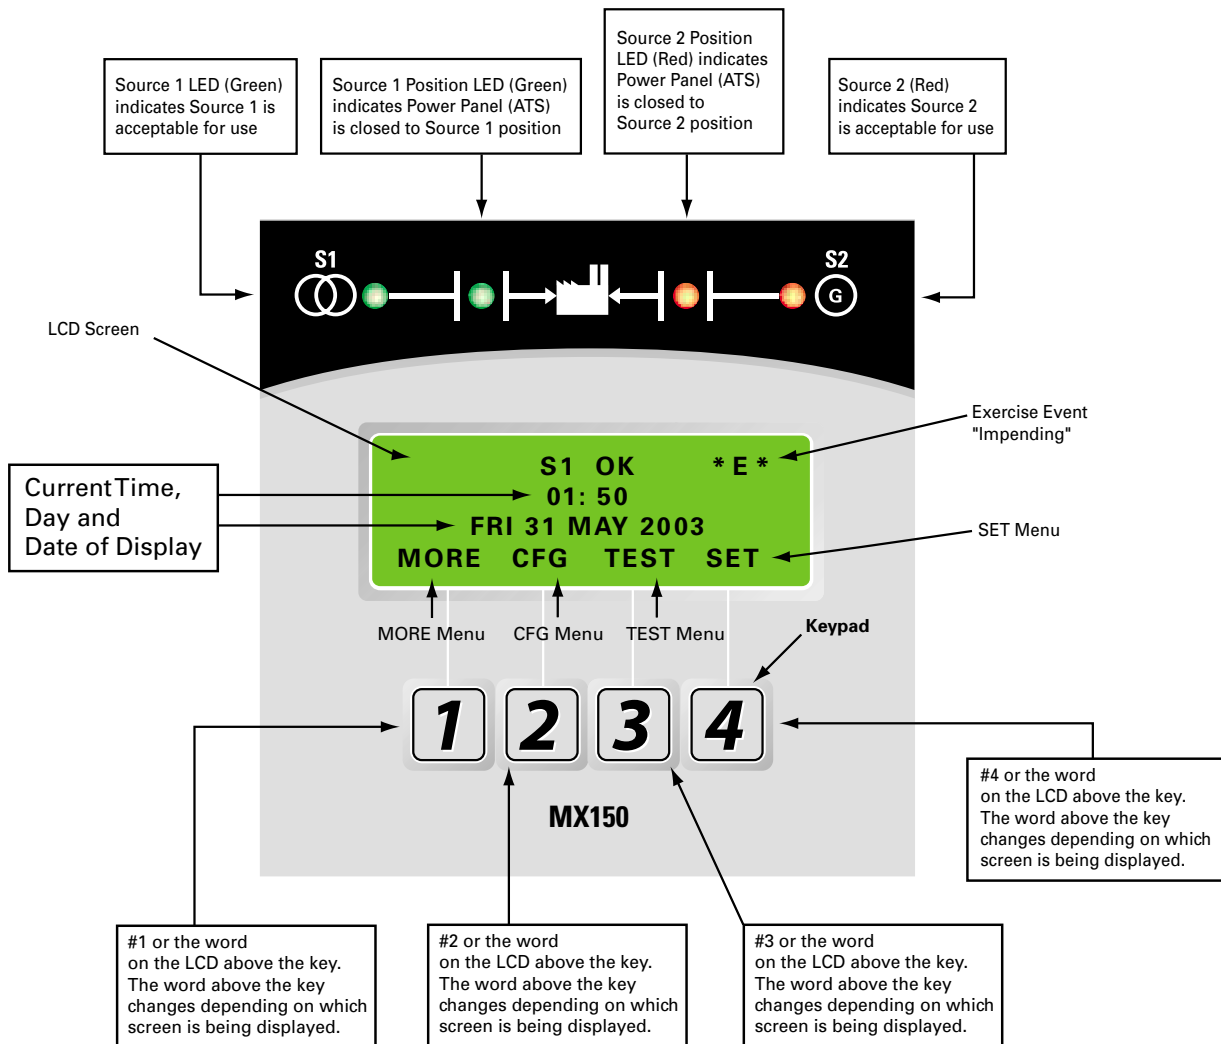 Source 1 LED (Green)
indicates Source 1 is
acceptable for use
Source 1 Position LED (Green)
indicates Power Panel (ATS)
is closed to Source 1 position
Source 2 Position
LED (Red) indicates
Power Panel (ATS)
is closed to
Source 2 position
Source 2 (Red)
indicates Source 2
is acceptable for use
S1
S2
G
LCD Screen
Exercise Event
"Impending"
S1 OK *E*
01: 50
FRI 31 MAY 2003
MORE CFG TEST SET
Current Time,
Day and
Date of Display
SET Menu
MORE Menu
CFG Menu
TEST Menu
Keypad
1
2
3
4
MX150
#4 or the word
on the LCD above the key.
The word above the key
changes depending on which
screen is being displayed.
#1 or the word
on the LCD above the key.
The word above the key
changes depending on which
screen is being displayed.
#2 or the word
on the LCD above the key.
The word above the key
changes depending on which
screen is being displayed.
#3 or the word
on the LCD above the key.
The word above the key
changes depending on which
screen is being displayed.